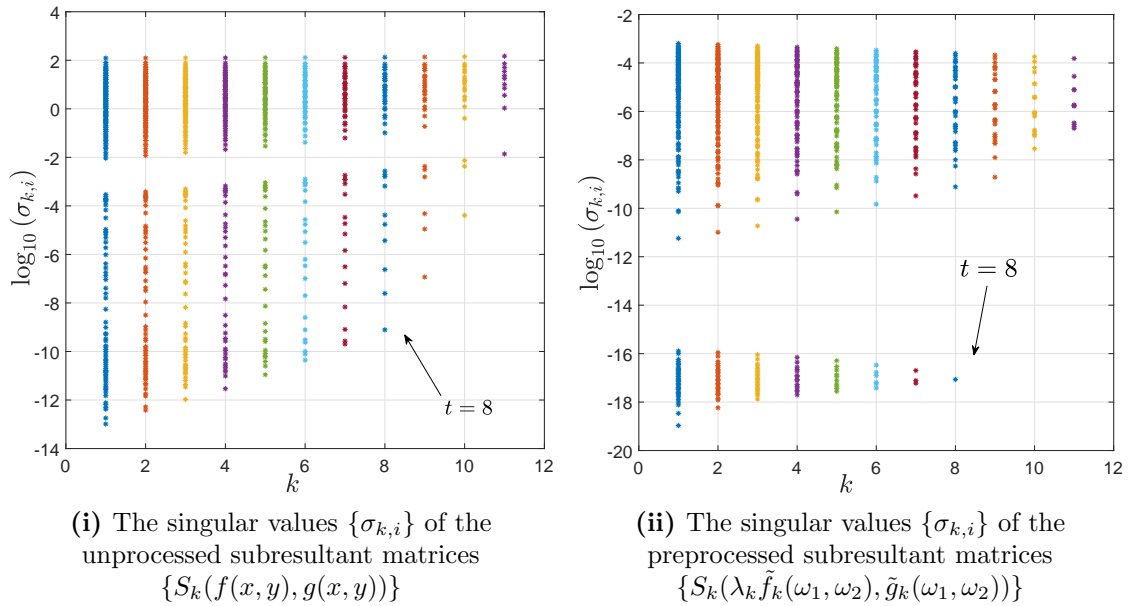 4
2
0
-2
-4
-6
-8
-10
-12
-14
0 2 4 6 8 10 12
log₁₀ (σₖ,ᵢ)
k
t = 8
(i) The singular values {σₖ,ᵢ} of the
unprocessed subresultant matrices
{Sₖ(f(x, y), g(x, y))}
-2
-4
-6
-8
-10
-12
-14
-16
-18
-20
0 2 4 6 8 10 12
log₁₀ (σₖ,ᵢ)
k
t = 8
(ii) The singular values {σₖ,ᵢ} of the
preprocessed subresultant matrices
{Sₖ(λₖf̃ₖ(ω₁, ω₂), g̃ₖ(ω₁, ω₂))}